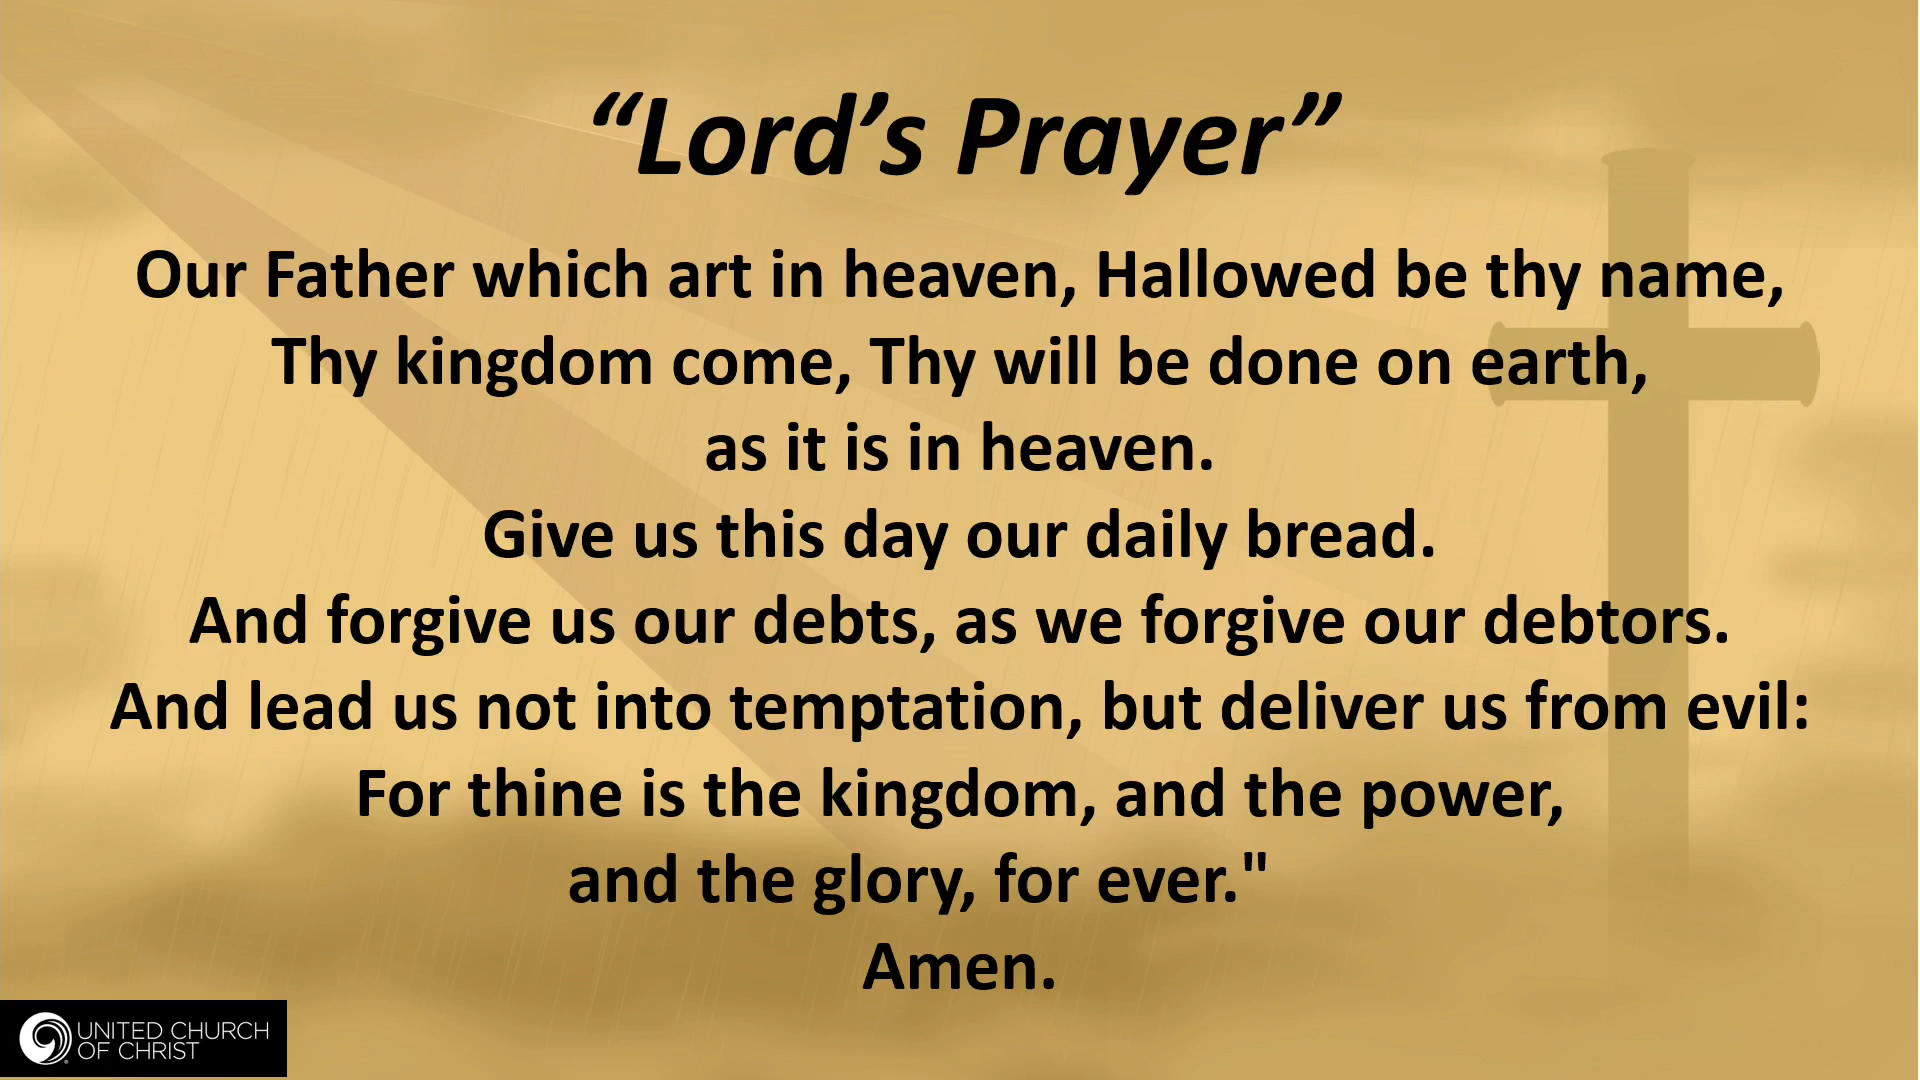 “Lord’s Prayer”
Our Father which art in heaven, Hallowed be thy name,
Thy kingdom come, Thy will be done on earth,
as it is in heaven.
Give us this day our daily bread.
And forgive us our debts, as we forgive our debtors.
And lead us not into temptation, but deliver us from evil:
For thine is the kingdom, and the power,
and the glory, for ever."
Amen.
UNITED CHURCH
OF CHRIST